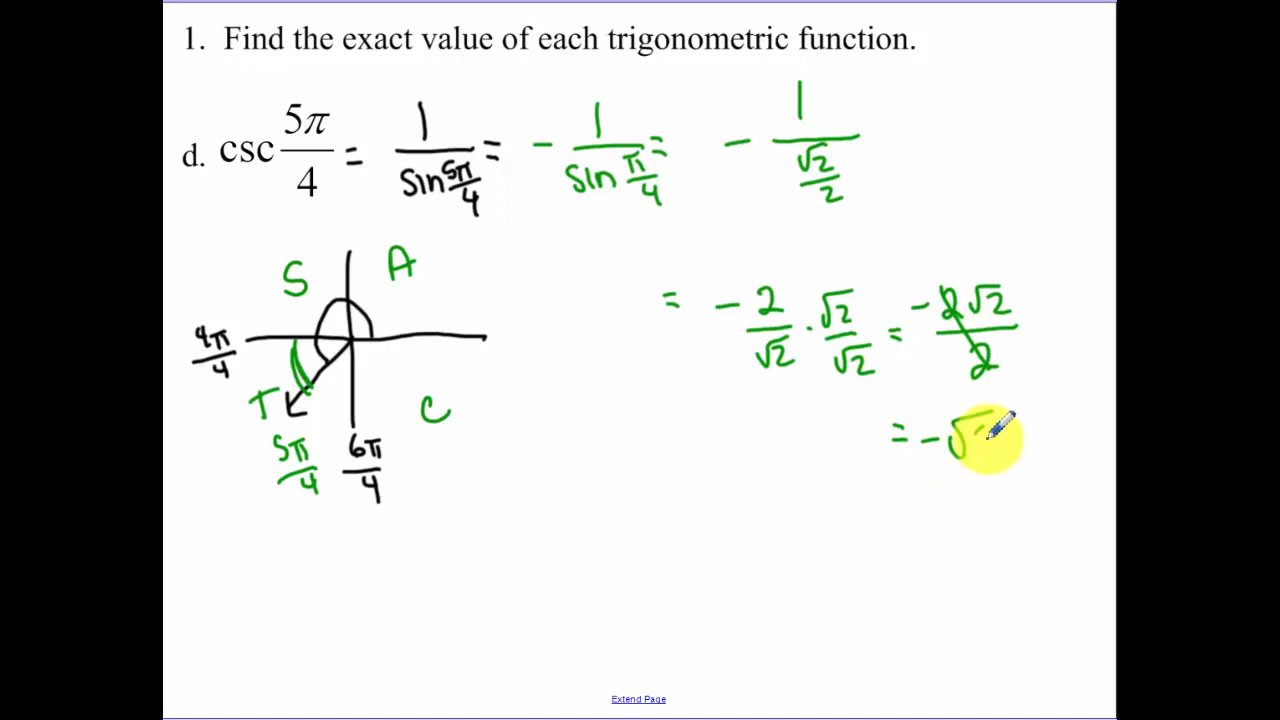 1. Find the exact value of each trigonometric function.
d. csc 5π/4 = 1/(sin 5π/4) = - 1/(sin π/4) = - 1/(√2/2)
= - 2/√2 · √2/√2 = -2√2/2
= -√
S A
4π/4
T C
5π/4 6π/4
Extend Page